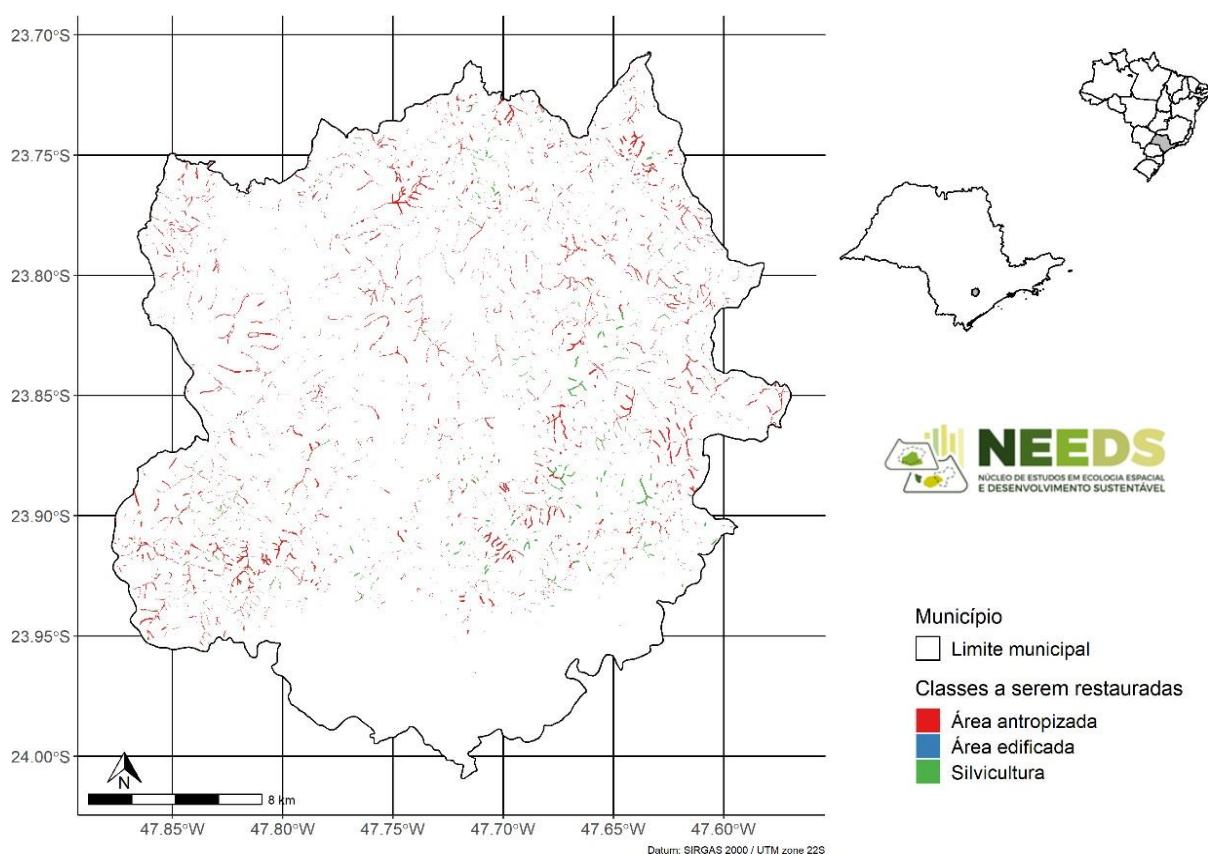 23.70°S
23.75°S
23.80°S
23.85°S
23.90°S
23.95°S
24.00°S
47.85°W 47.80°W 47.75°W 47.70°W 47.65°W 47.60°W
N
8 km
Datum: SIRGAS 2000 / UTM zone 22S
NEEDS
NÚCLEO DE ESTUDOS EM ECOLOGIA ESPACIAL
E DESENVOLVIMENTO SUSTENTÁVEL
Município
Limite municipal
Classes a serem restauradas
Área antropizada
Área edificada
Silvicultura